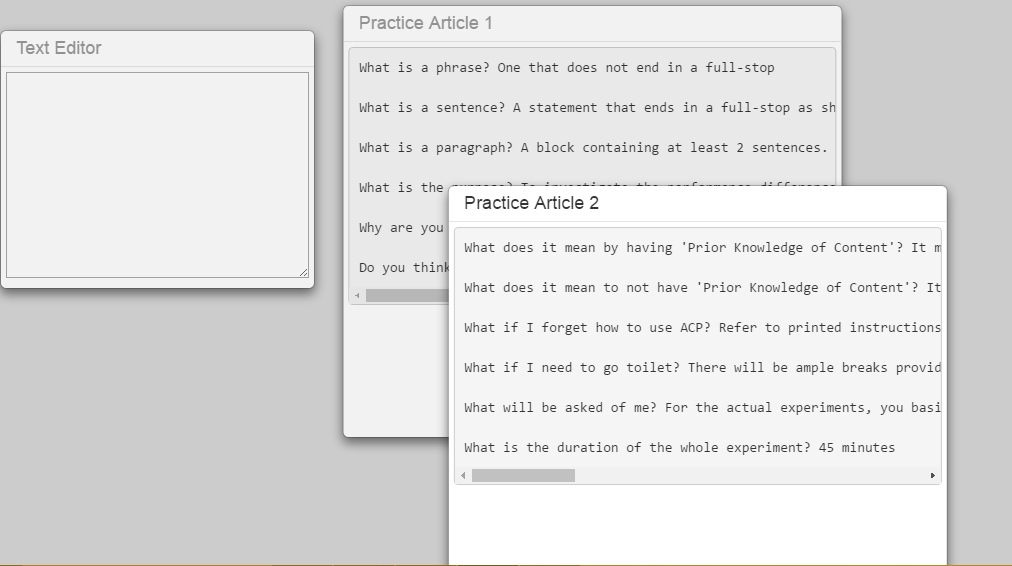 Text Editor
Practice Article 1
What is a phrase? One that does not end in a full-stop
What is a sentence? A statement that ends in a full-stop as sh
What is a paragraph? A block containing at least 2 sentences.
What is the purpose? To investigate the performance difference
Why are you
Do you think
Practice Article 2
What does it mean by having 'Prior Knowledge of Content'? It m
What does it mean to not have 'Prior Knowledge of Content'? It
What if I forget how to use ACP? Refer to printed instructions
What if I need to go toilet? There will be ample breaks provid
What will be asked of me? For the actual experiments, you basi
What is the duration of the whole experiment? 45 minutes